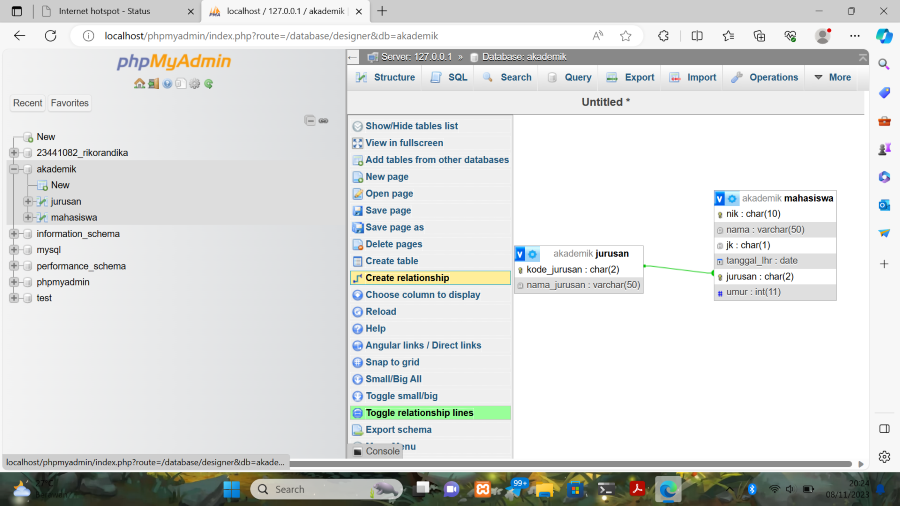 Internet hotspot - Status
localhost / 127.0.0.1 / akademik |
localhost/phpmyadmin/index.php?route=/database/designer&db=akademik
phpMyAdmin
Recent
Favorites
New
23441082_rikorandika
akademik
New
jurusan
mahasiswa
information_schema
mysql
performance_schema
phpmyadmin
test
Server: 127.0.0.1 » Database: akademik
Structure
SQL
Search
Query
Export
Import
Operations
More
Untitled *
Show/Hide tables list
View in fullscreen
Add tables from other databases
New page
Open page
Save page
Save page as
Delete pages
Create table
Create relationship
Choose column to display
Reload
Help
Angular links / Direct links
Snap to grid
Small/Big All
Toggle small/big
Toggle relationship lines
Export schema
Console
akademik jurusan
kode_jurusan : char(2)
nama_jurusan : varchar(50)
akademik mahasiswa
nik : char(10)
nama : varchar(50)
jk : char(1)
tanggal_lhr : date
jurusan : char(2)
umur : int(11)
localhost/phpmyadmin/index.php?route=/database/designer&db=akade...
Search
99+
20.24
08/11/2023